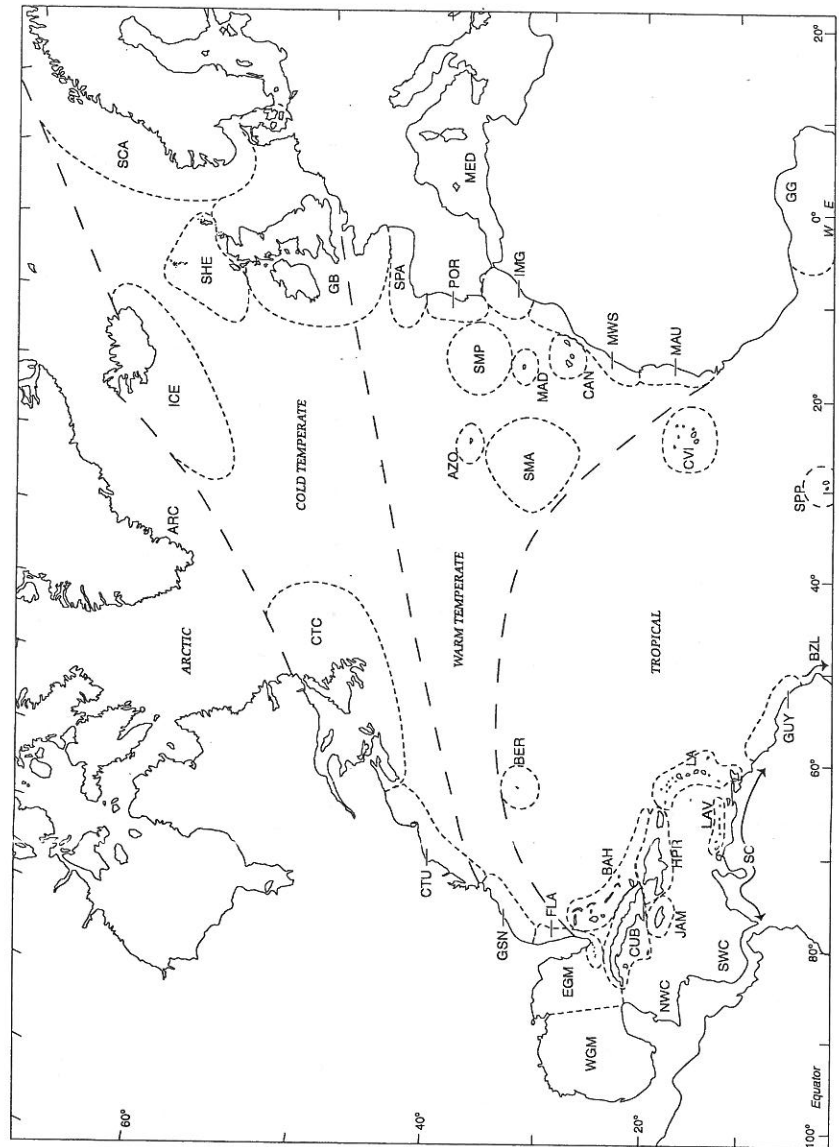 SCA
SHE
ICE
GB
ARC
COLD TEMPERATE
ARCTIC
CTC
SPA
POR
MED
IMG
SMP
MAD
CAN
MWS
MAU
AZO
SMA
WARM TEMPERATE
CVI
SPP
GG
TROPICAL
BZL
BER
GUY
CTU
GSN
FLA
BAH
HPR
LA
LAV
SC
EGM
CUB
JAM
WGM
NWC
SWC
Equator
60°
40°
20°
100°
80°
60°
40°
20°
0°
W E
20°